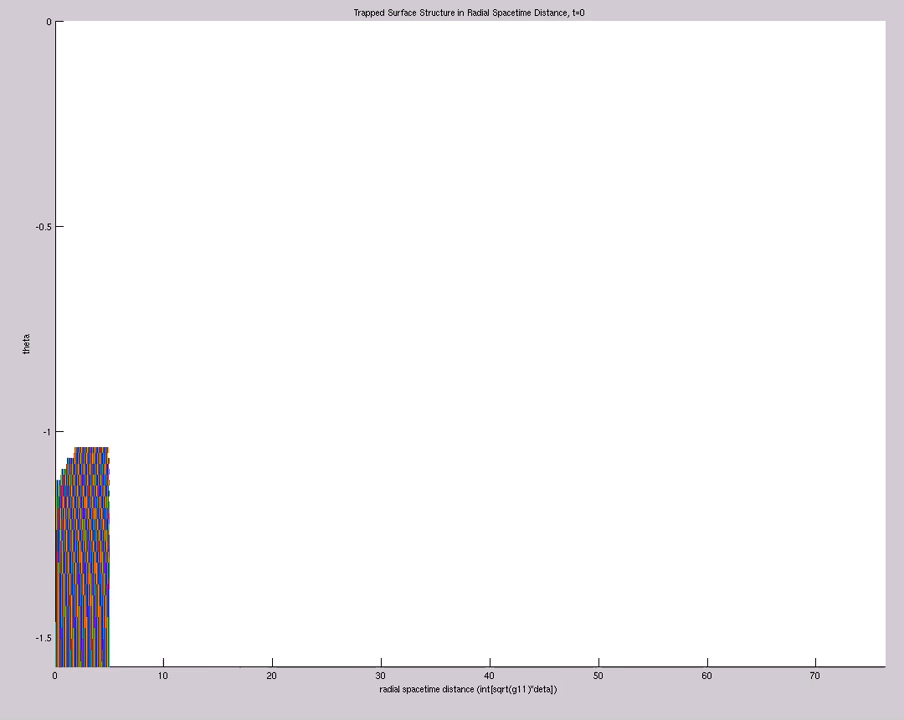 Trapped Surface Structure in Radial Spacetime Distance, t=0
0
-0.5
theta
-1
-1.5
0 10 20 30 40 50 60 70
radial spacetime distance (int[sqrt(g11)*deta])